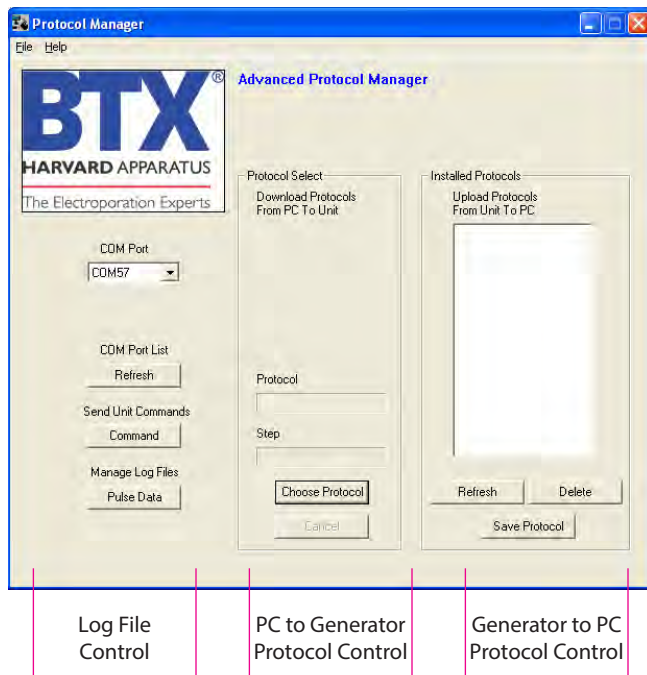 Protocol Manager
File Help
BTX®
HARVARD APPARATUS
The Electroporation Experts
Advanced Protocol Manager
COM Port
COM57
COM Port List
Refresh
Send Unit Commands
Command
Manage Log Files
Pulse Data
Protocol Select
Download Protocols
From PC To Unit
Protocol
Step
Choose Protocol
Cancel
Installed Protocols
Upload Protocols
From Unit To PC
Refresh Delete
Save Protocol
Log File
Control
PC to Generator
Protocol Control
Generator to PC
Protocol Control